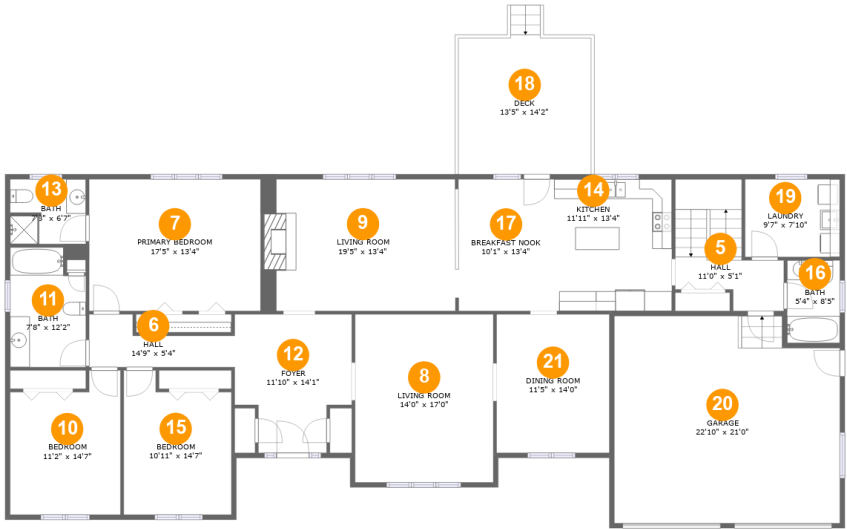 18
DECK
13'5" x 14'2"
13
BATH
7'3" x 6'7"
7
PRIMARY BEDROOM
17'5" x 13'4"
9
LIVING ROOM
19'5" x 13'4"
17
BREAKFAST NOOK
10'1" x 13'4"
14
KITCHEN
11'11" x 13'4"
19
LAUNDRY
9'7" x 7'10"
5
HALL
11'0" x 5'1"
16
BATH
5'4" x 8'5"
11
BATH
7'8" x 12'2"
6
HALL
14'9" x 5'4"
12
FOYER
11'10" x 14'1"
8
LIVING ROOM
14'0" x 17'0"
21
DINING ROOM
11'5" x 14'0"
20
GARAGE
22'10" x 21'0"
10
BEDROOM
11'2" x 14'7"
15
BEDROOM
10'11" x 14'7"